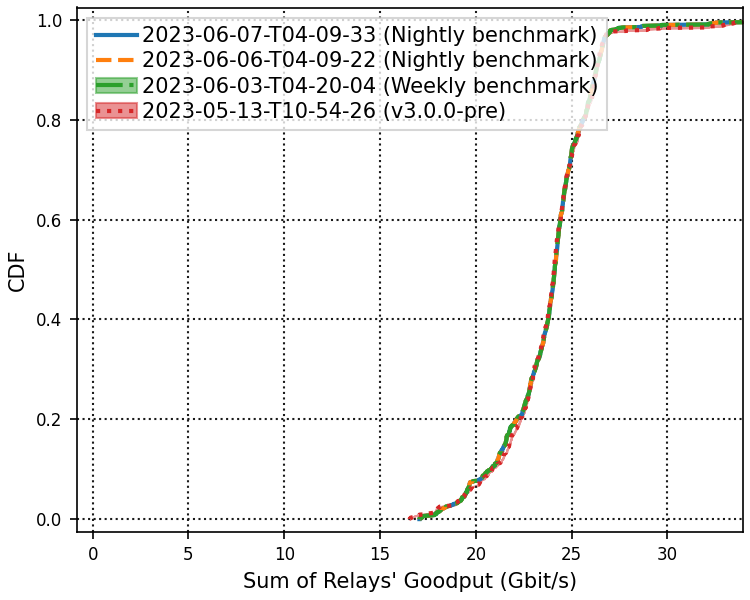 2023-06-07-T04-09-33 (Nightly benchmark)
2023-06-06-T04-09-22 (Nightly benchmark)
2023-06-03-T04-20-04 (Weekly benchmark)
2023-05-13-T10-54-26 (v3.0.0-pre)
1.0
0.8
0.6
0.4
0.2
0.0
CDF
0 5 10 15 20 25 30
Sum of Relays' Goodput (Gbit/s)